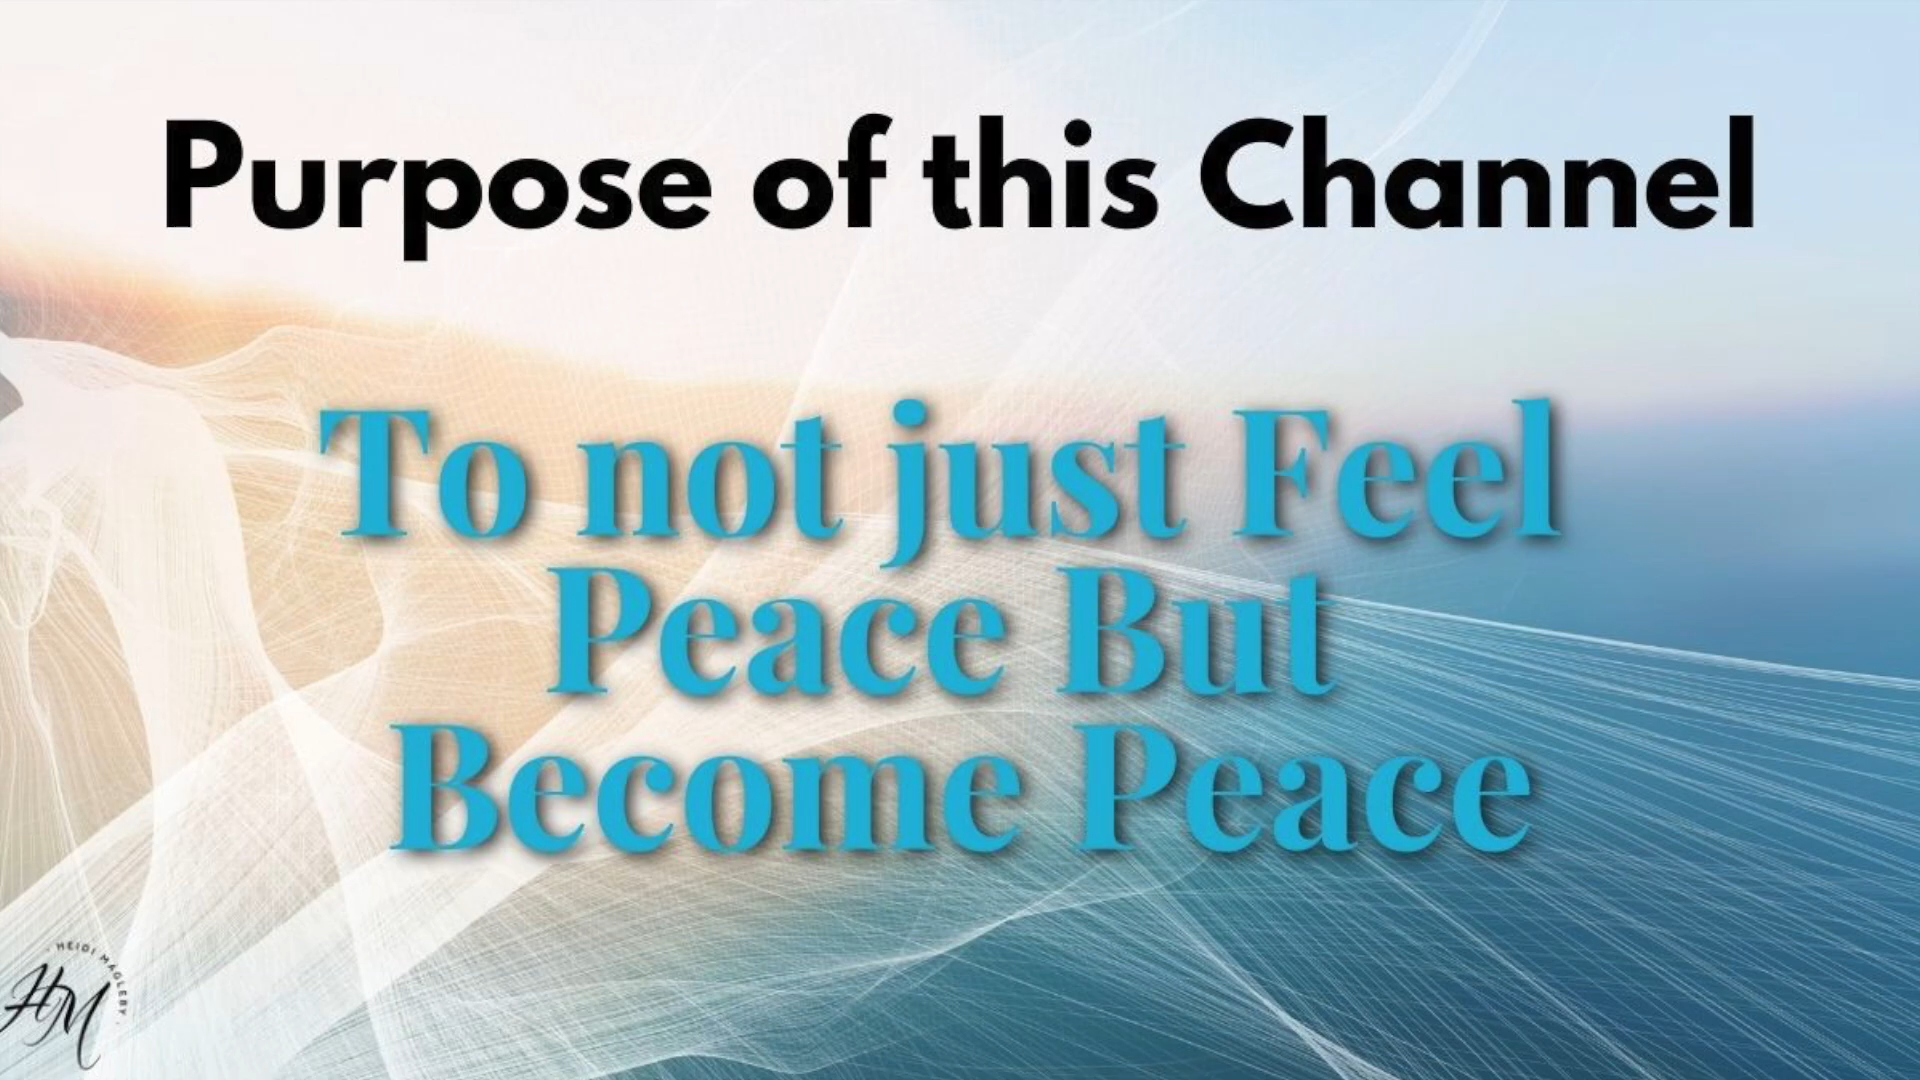 Purpose of this Channel
To not just Feel
Peace But
Become Peace
· HEIDI MAGLEBY ·
HM